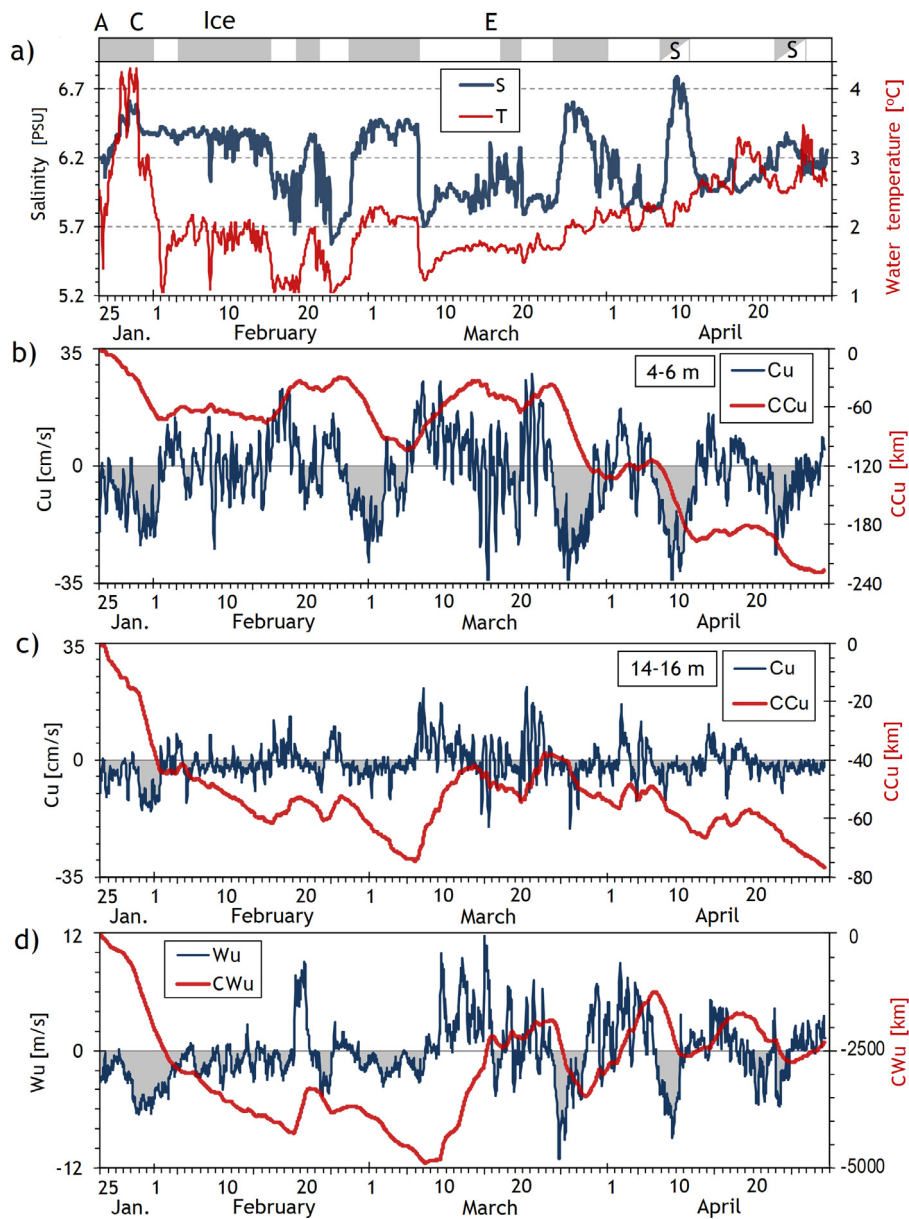 A C Ice E
a)
S S
Salinity [PSU]
6.7
6.2
5.7
5.2
S
T
4
3
2
1
Water temperature [°C]
25 1 10 20 1 10 20 1 10 20
Jan. February March April
b)
Cu [cm/s]
35
0
-35
4-6 m
Cu
CCu
0
-60
-120
-180
-240
CCu [km]
25 1 10 20 1 10 20 1 10 20
Jan. February March April
c)
Cu [cm/s]
35
0
-35
14-16 m
Cu
CCu
0
-20
-40
-60
-80
CCu [km]
25 1 10 20 1 10 20 1 10 20
Jan. February March April
d)
Wu [m/s]
12
0
-12
Wu
CWu
0
-2500
-5000
CWu [km]
25 1 10 20 1 10 20 1 10 20
Jan. February March April